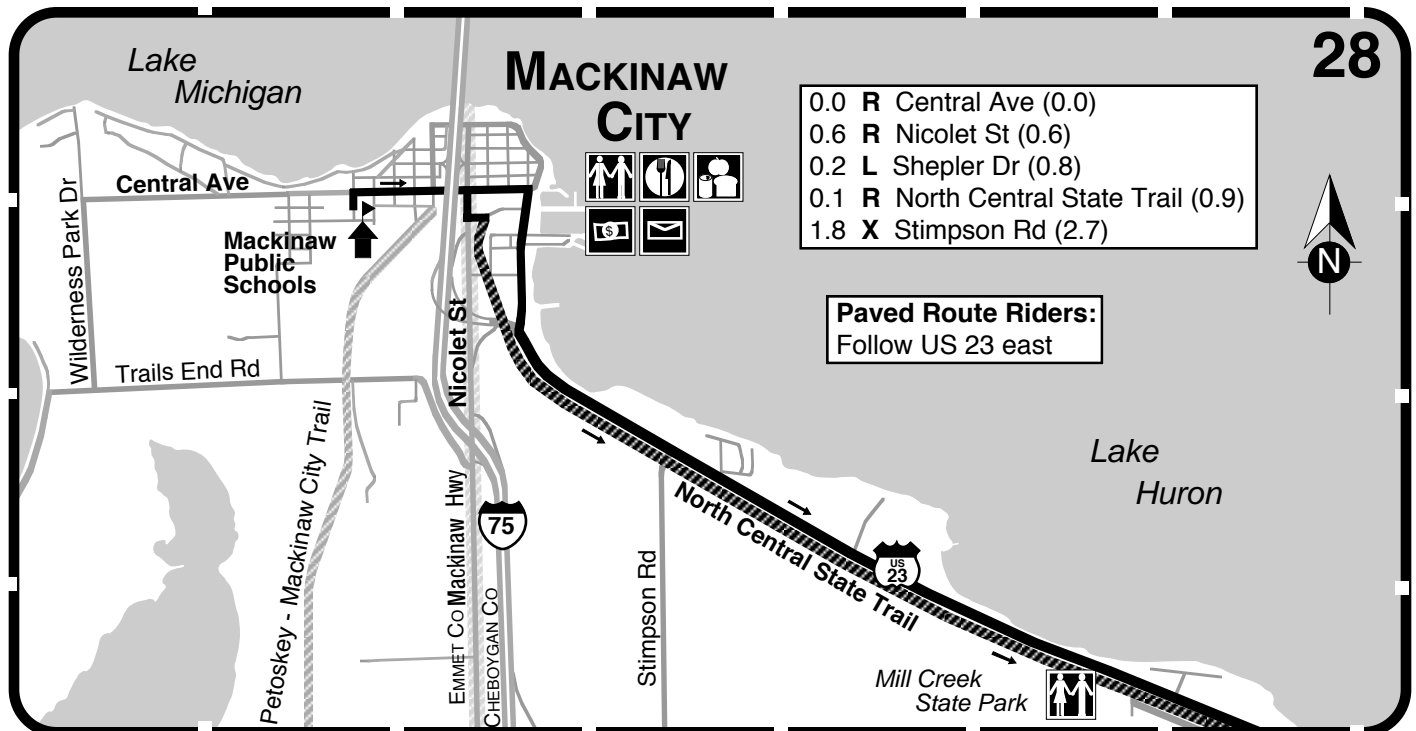 28
Lake
Michigan
MACKINAW
CITY
0.0 R Central Ave (0.0)
0.6 R Nicolet St (0.6)
0.2 L Shepler Dr (0.8)
0.1 R North Central State Trail (0.9)
1.8 X Stimpson Rd (2.7)
Central Ave
Wilderness Park Dr
Mackinaw
Public
Schools
$
N
Paved Route Riders:
Follow US 23 east
Nicolet St
Trails End Rd
Petoskey - Mackinaw City Trail
Lake
Huron
EMMET CO
Mackinaw Hwy
CHEBOYGAN CO
75
Stimpson Rd
North Central State Trail
US
23
Mill Creek
State Park